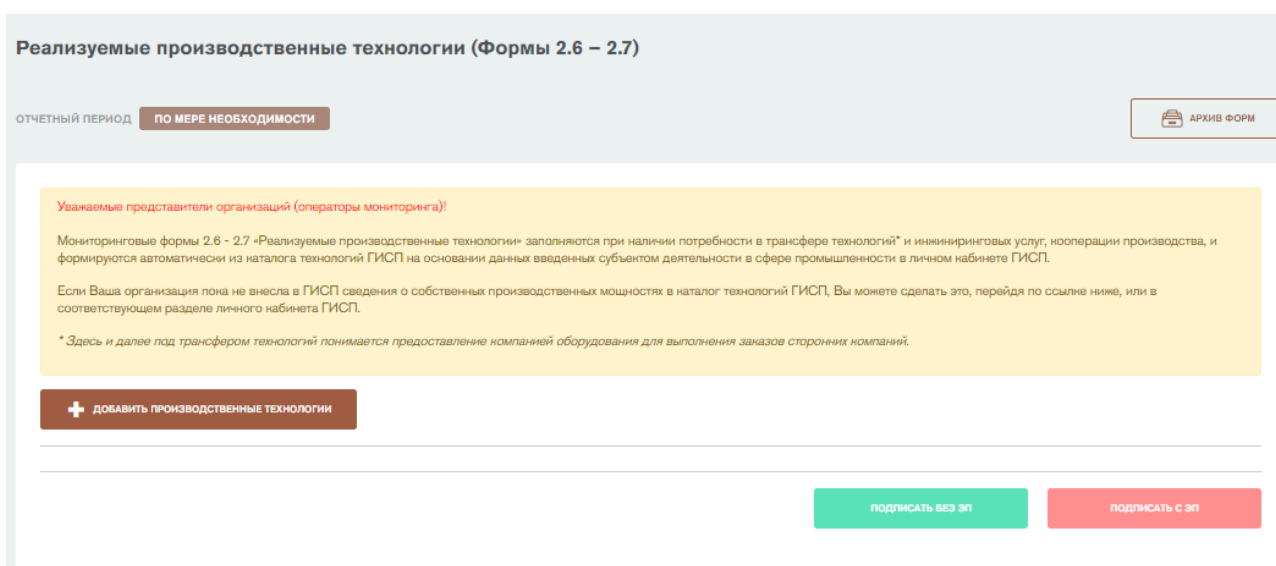 Реализуемые производственные технологии (Формы 2.6 – 2.7)
ОТЧЕТНЫЙ ПЕРИОД ПО МЕРЕ НЕОБХОДИМОСТИ
АРХИВ ФОРМ
Уважаемые представители организаций (операторы мониторинга)!
Мониторинговые формы 2.6 - 2.7 «Реализуемые производственные технологии» заполняются при наличии потребности в трансфере технологий* и инжиниринговых услуг, кооперации производства, и
формируются автоматически из каталога технологий ГИСП на основании данных введенных субъектом деятельности в сфере промышленности в личном кабинете ГИСП.
Если Ваша организация пока не внесла в ГИСП сведения о собственных производственных мощностях в каталог технологий ГИСП, Вы можете сделать это, перейдя по ссылке ниже, или в
соответствующем разделе личного кабинета ГИСП.
* Здесь и далее под трансфером технологий понимается предоставление компанией оборудования для выполнения заказов сторонних компаний.
ДОБАВИТЬ ПРОИЗВОДСТВЕННЫЕ ТЕХНОЛОГИИ
ПОДПИСАТЬ БЕЗ ЭП
ПОДПИСАТЬ С ЭП